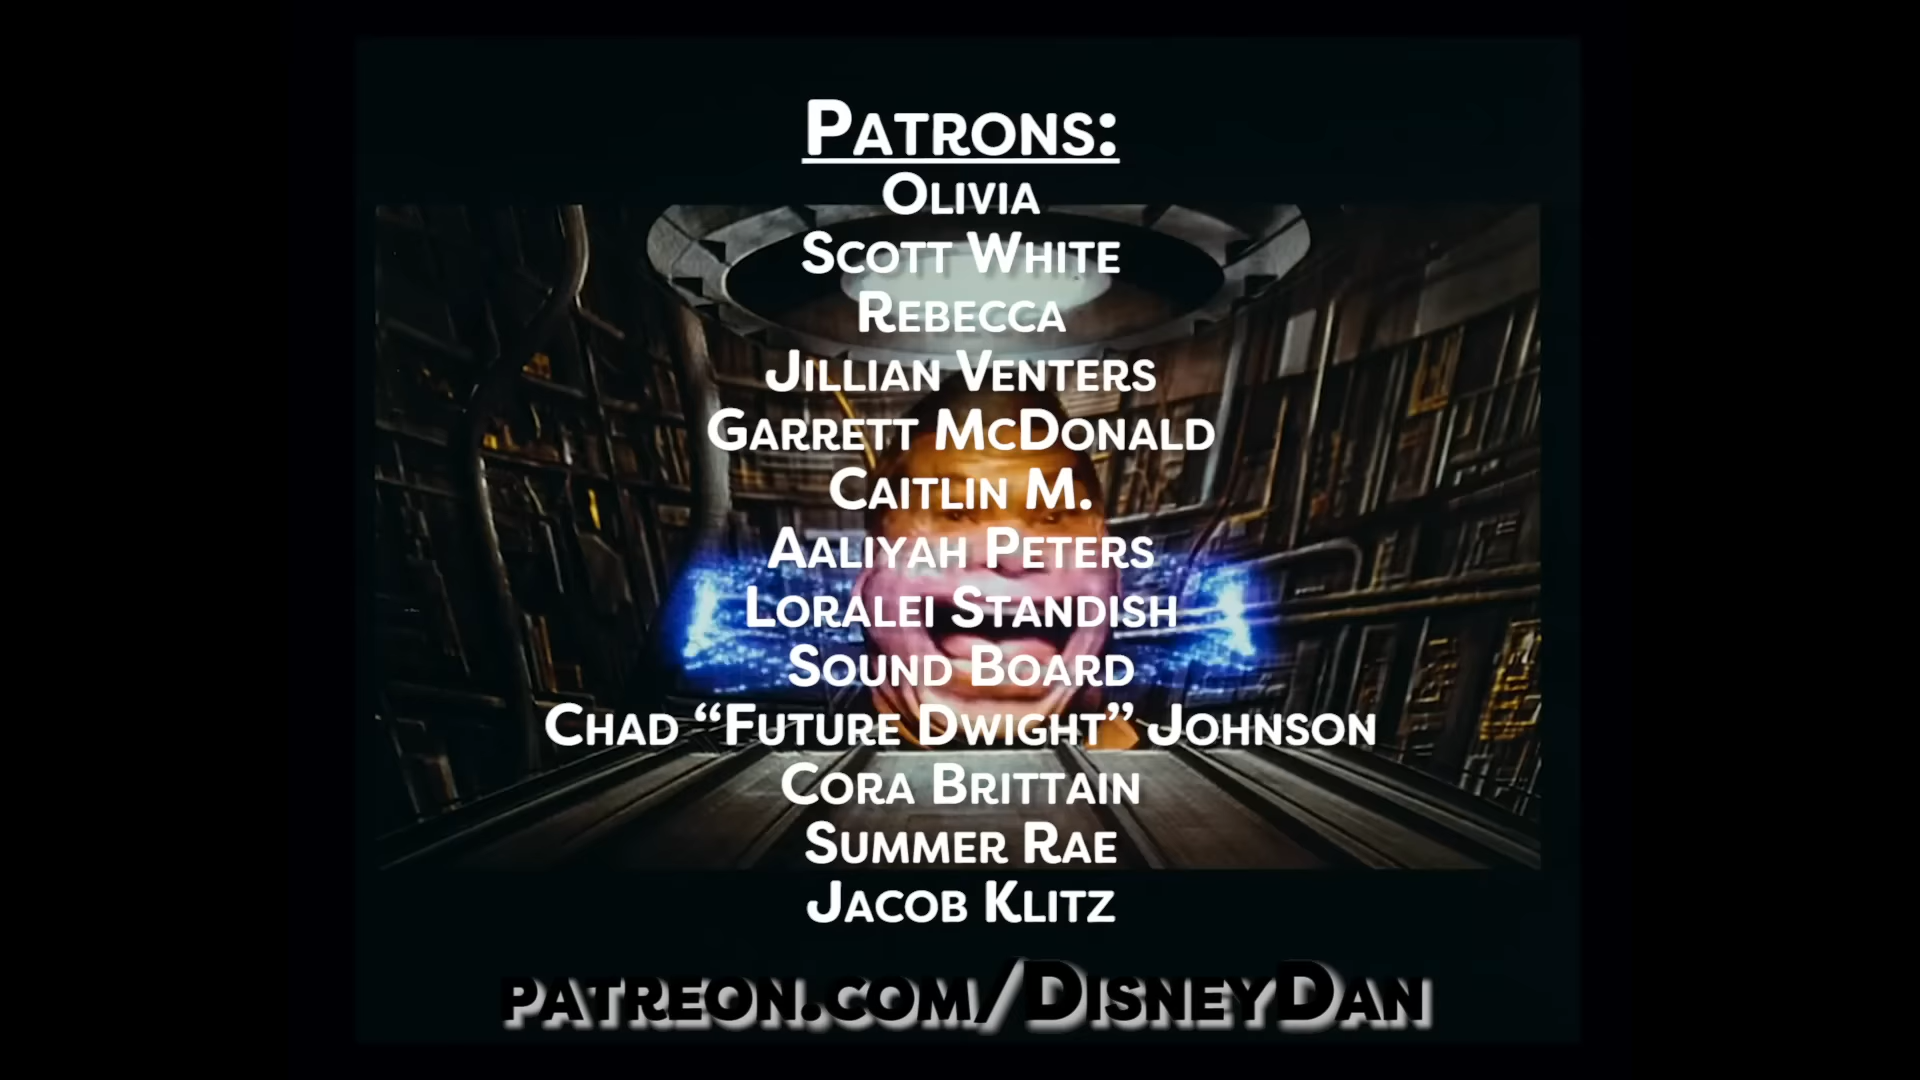 Patrons:
Olivia
Scott White
Rebecca
Jillian Venters
Garrett McDonald
Caitlin M.
Aaliyah Peters
Loralei Standish
Sound Board
Chad “Future Dwight” Johnson
Cora Brittain
Summer Rae
Jacob Klitz
patreon.com/DisneyDan